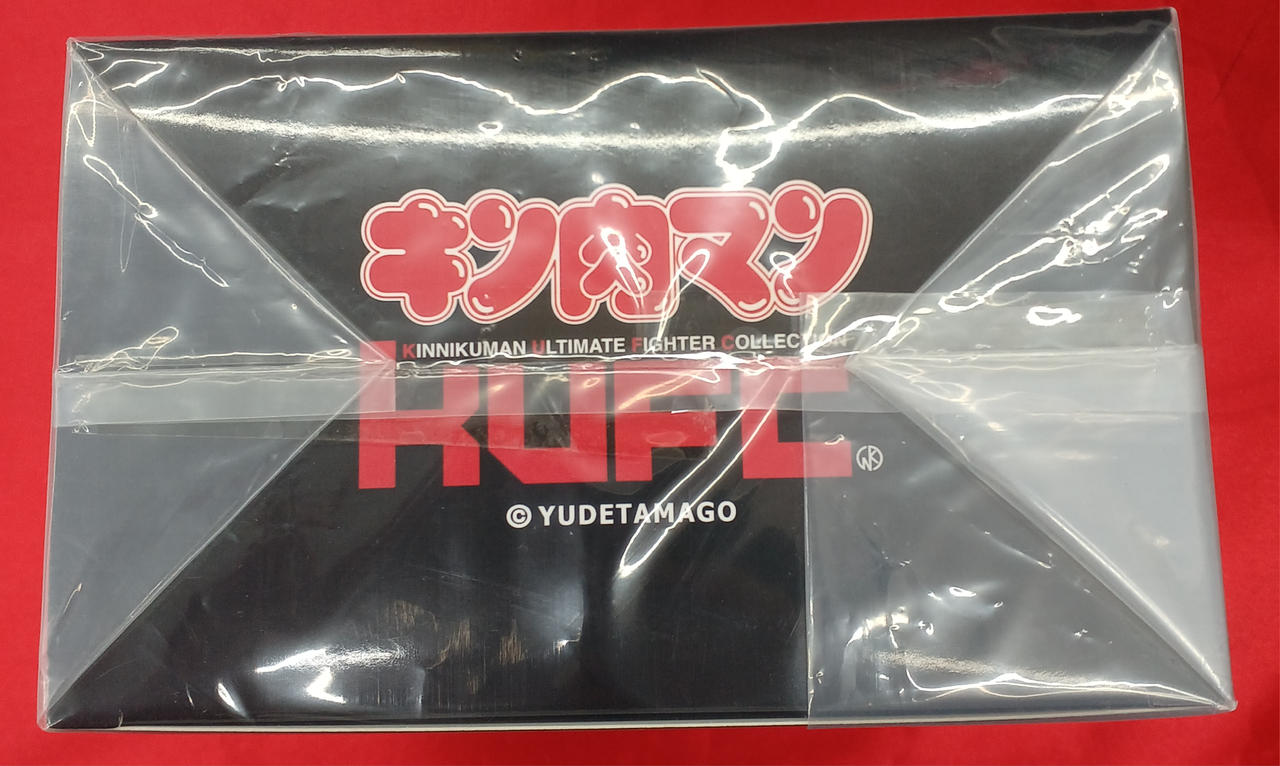 キン肉マン
KINNIKUMAN ULTIMATE FIGHTER COLLECTION
KUFC
© YUDETAMAGO